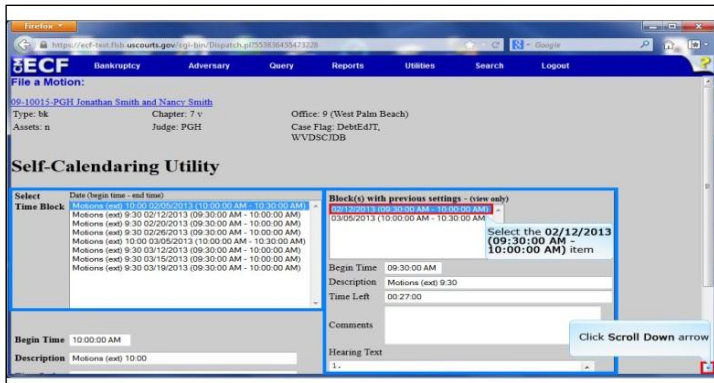 Firefox
https://ecf-test.flsb.uscourts.gov/cgi-bin/Dispatch.pl?553836455473228
Google
ECF Bankruptcy Adversary Query Reports Utilities Search Logout
File a Motion:
09-10015-PGH Jonathan Smith and Nancy Smith
Type: bk Chapter: 7 v Office: 9 (West Palm Beach)
Assets: n Judge: PGH Case Flag: DebtEdJT,
WVDSCJDB
Self-Calendaring Utility
Select Time Block
Date (begin time - end time)
Motions (ext) 10:00 02/05/2013 (10:00:00 AM - 10:30:00 AM)
Motions (ext) 9:30 02/12/2013 (09:30:00 AM - 10:00:00 AM)
Motions (ext) 9:30 02/20/2013 (09:30:00 AM - 10:00:00 AM)
Motions (ext) 9:30 02/26/2013 (09:30:00 AM - 10:00:00 AM)
Motions (ext) 10:00 03/05/2013 (10:00:00 AM - 10:30:00 AM)
Motions (ext) 9:30 03/12/2013 (09:30:00 AM - 10:00:00 AM)
Motions (ext) 9:30 03/15/2013 (09:30:00 AM - 10:00:00 AM)
Motions (ext) 9:30 03/19/2013 (09:30:00 AM - 10:00:00 AM)
Begin Time 10:00:00 AM
Description Motions (ext) 10:00
Block(s) with previous settings - (view only)
02/12/2013 (09:30:00 AM - 10:00:00 AM)
03/05/2013 (10:00:00 AM - 10:30:00 AM)
Select the 02/12/2013
(09:30:00 AM -
10:00:00 AM) item
Begin Time 09:30:00 AM
Description Motions (ext) 9:30
Time Left 00:27:00
Comments
Hearing Text
1.
Click Scroll Down arrow